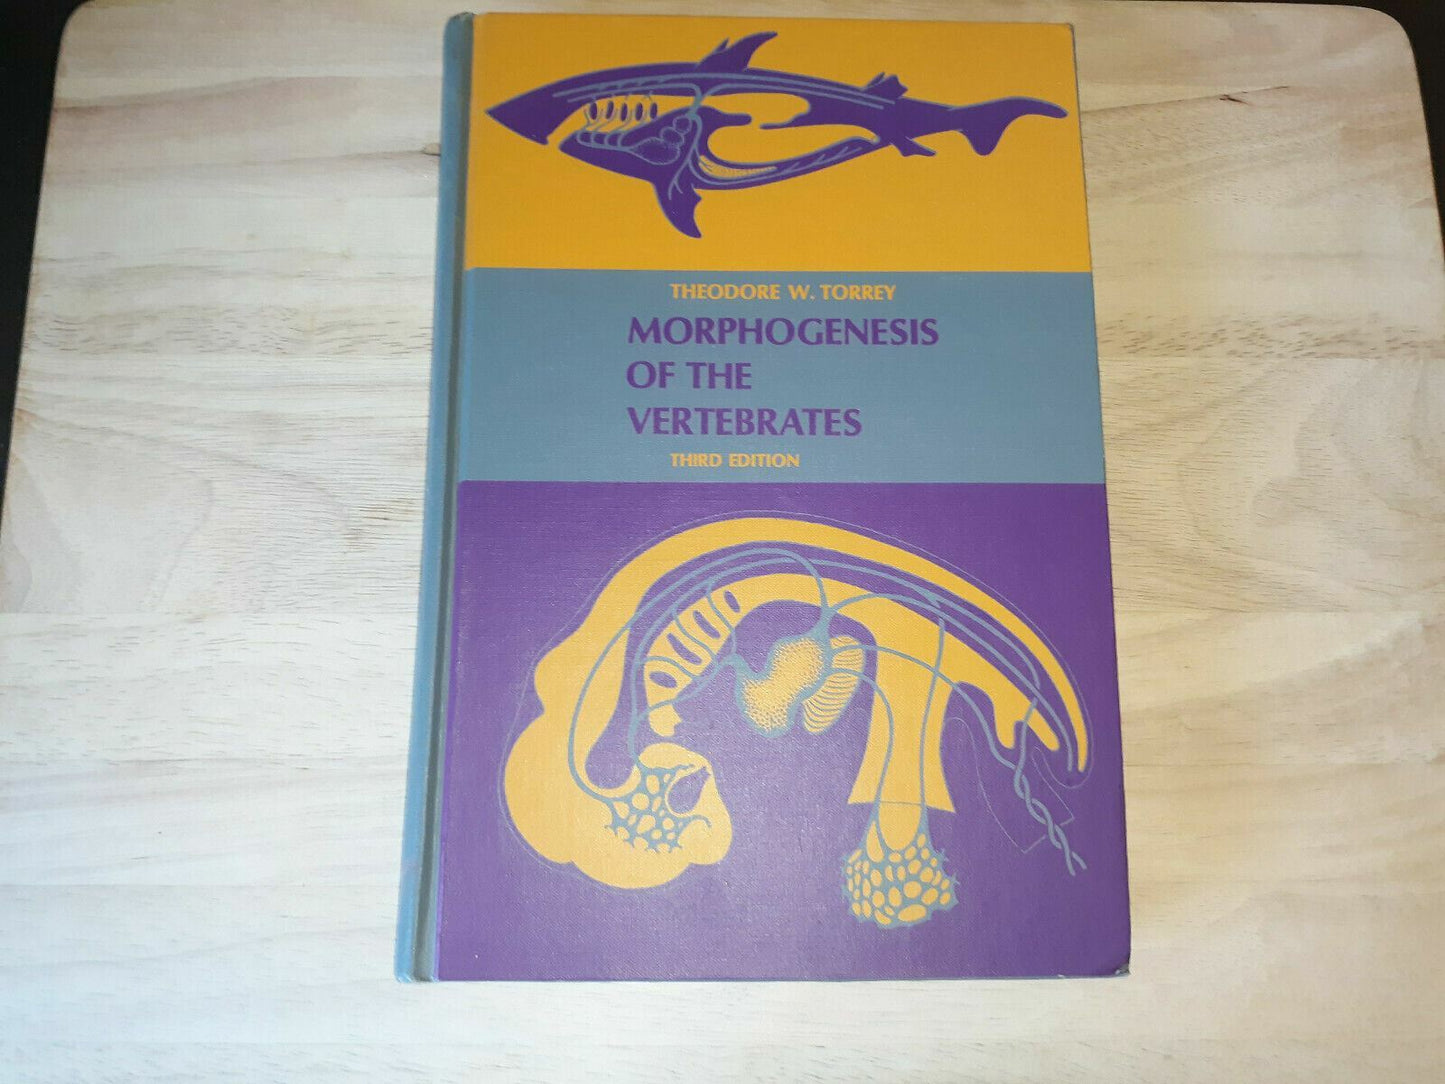 THEODORE W. TORREY
MORPHOGENESIS
OF THE
VERTEBRATES
THIRD EDITION